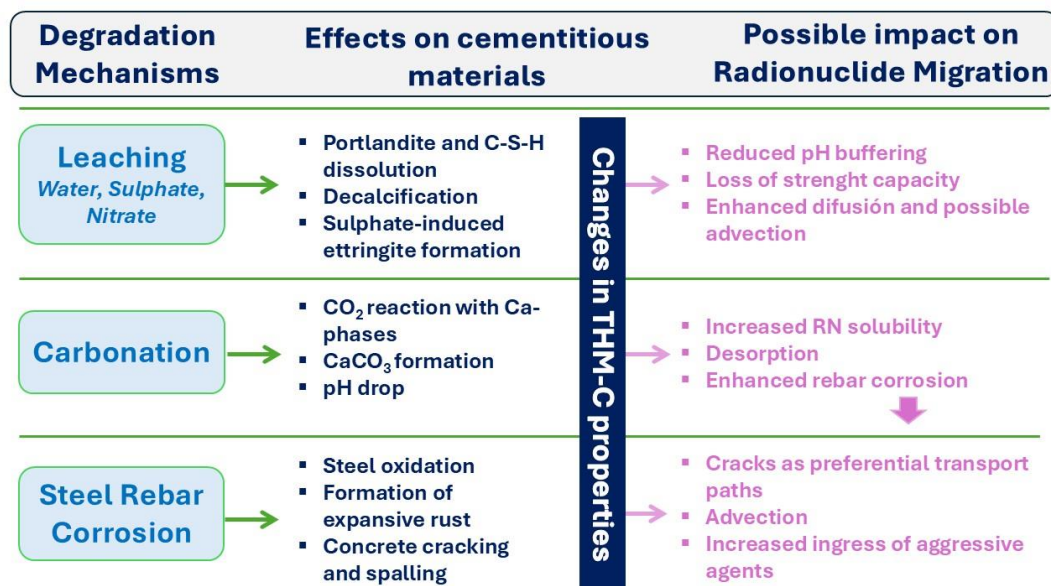 Degradation
Mechanisms
Effects on cementitious
materials
Possible impact on
Radionuclide Migration
Leaching
Water, Sulphate,
Nitrate
▪ Portlandite and C-S-H
dissolution
▪ Decalcification
▪ Sulphate-induced
ettringite formation
Changes in THM-C properties
▪ Reduced pH buffering
▪ Loss of strenght capacity
▪ Enhanced difusión and possible
advection
Carbonation
▪ CO₂ reaction with Ca-
phases
▪ CaCO₃ formation
▪ pH drop
▪ Increased RN solubility
▪ Desorption
▪ Enhanced rebar corrosion
Steel Rebar
Corrosion
▪ Steel oxidation
▪ Formation of
expansive rust
▪ Concrete cracking
and spalling
▪ Cracks as preferential transport
paths
▪ Advection
▪ Increased ingress of aggressive
agents